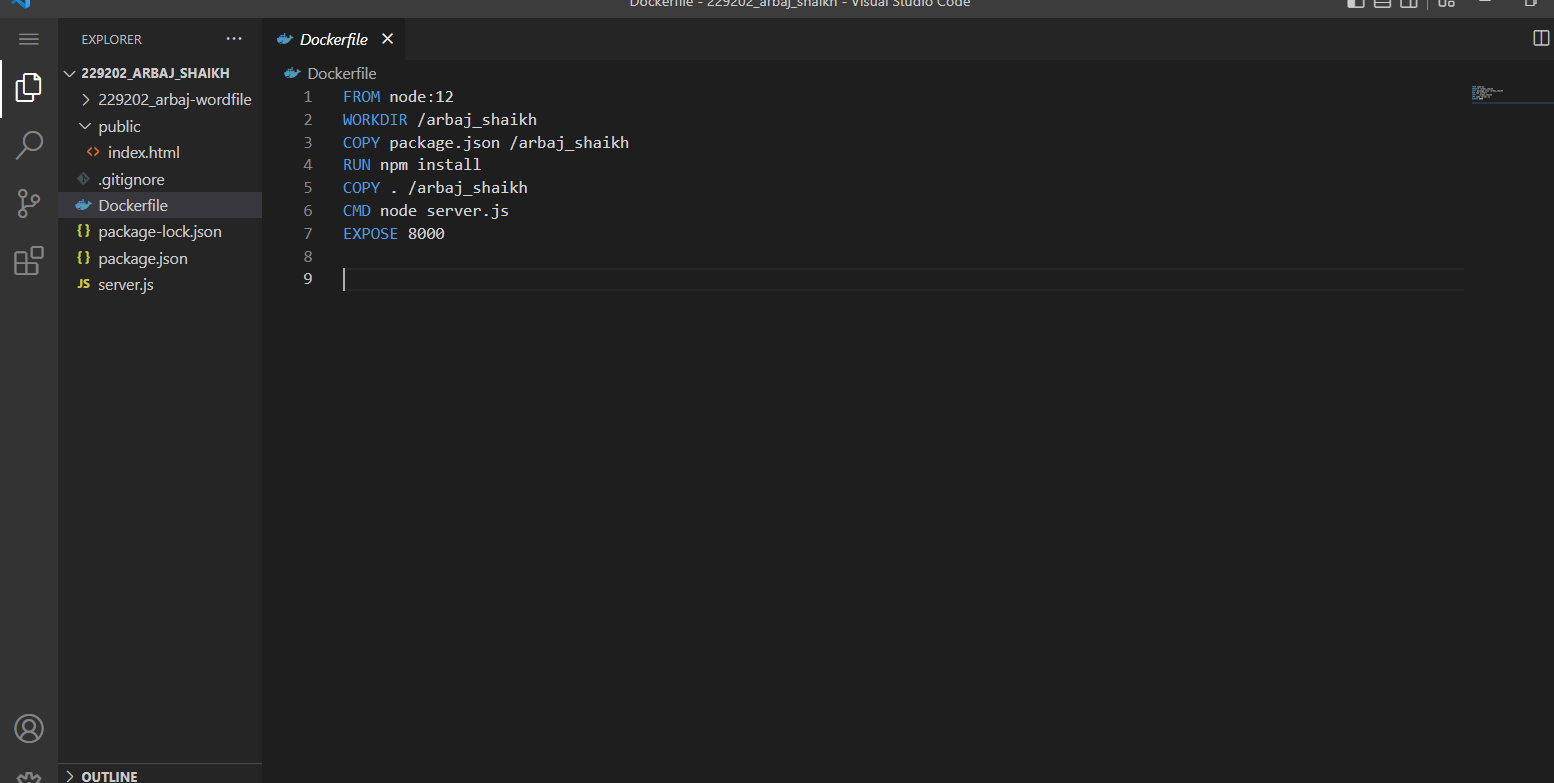 Dockerfile - 229202_arbaj_shaikh - Visual Studio Code
EXPLORER
229202_ARBAJ_SHAIKH
229202_arbaj-wordfile
public
index.html
.gitignore
Dockerfile
package-lock.json
package.json
JS server.js
OUTLINE
Dockerfile
Dockerfile
1 FROM node:12
2 WORKDIR /arbaj_shaikh
3 COPY package.json /arbaj_shaikh
4 RUN npm install
5 COPY . /arbaj_shaikh
6 CMD node server.js
7 EXPOSE 8000
8
9